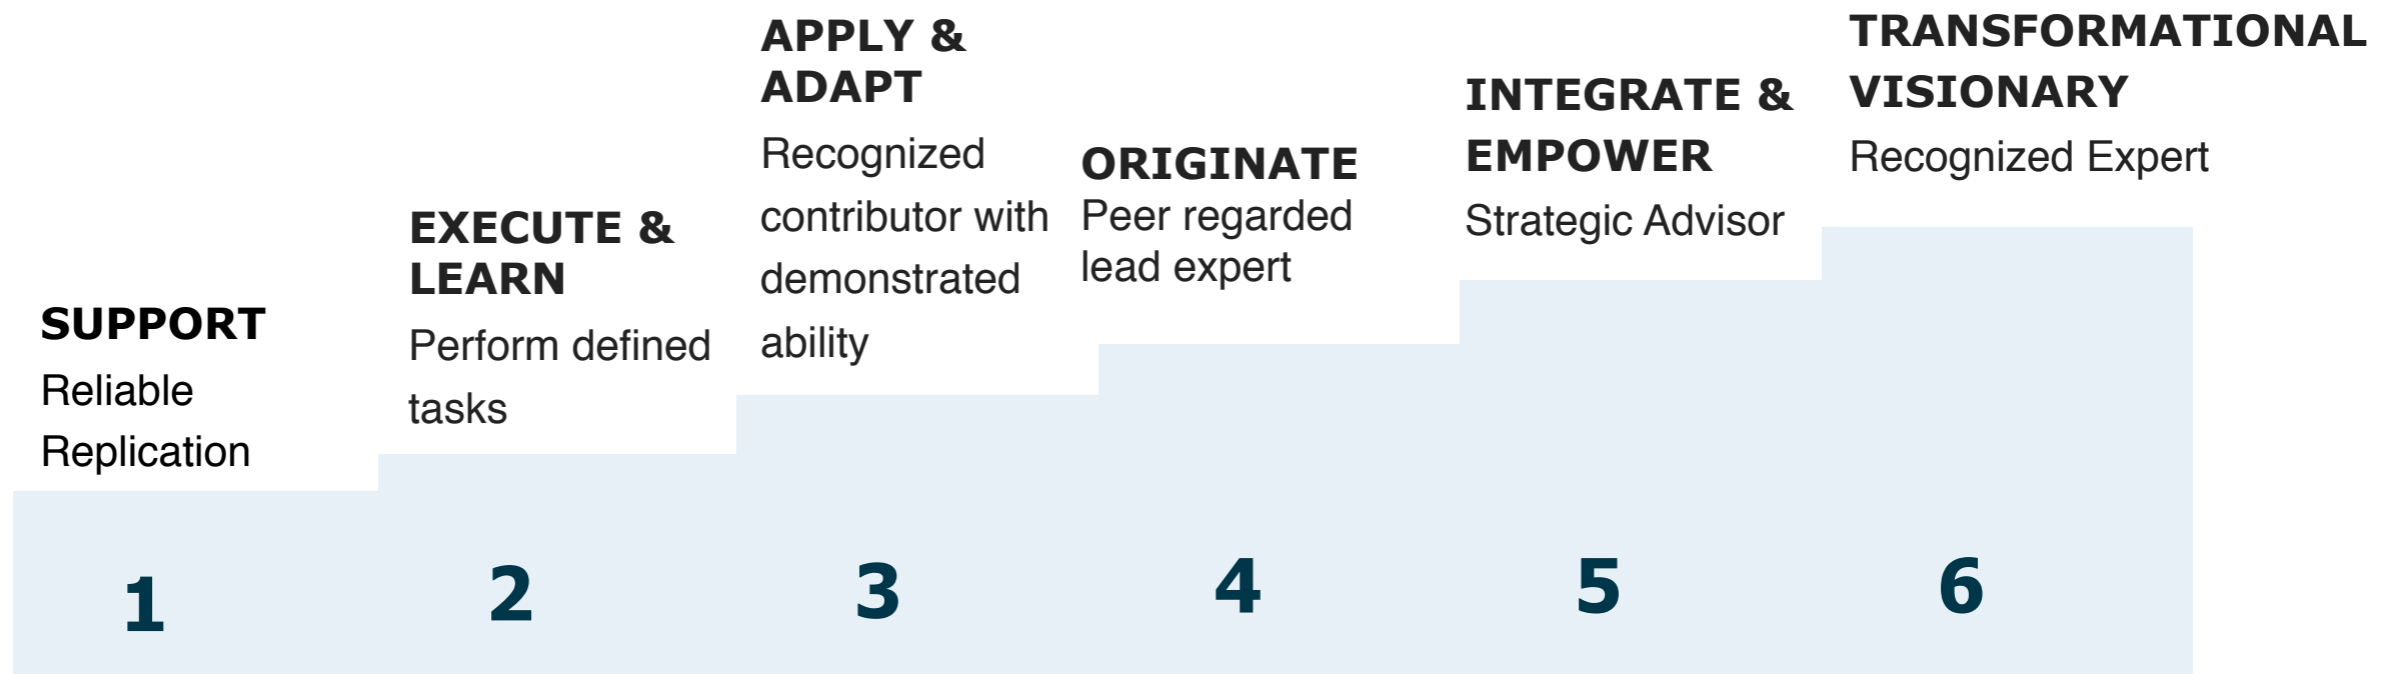 SUPPORT
Reliable
Replication
1
EXECUTE &
LEARN
Perform defined
tasks
2
APPLY &
ADAPT
Recognized
contributor with
demonstrated
ability
3
ORIGINATE
Peer regarded
lead expert
4
INTEGRATE &
EMPOWER
Strategic Advisor
5
TRANSFORMATIONAL
VISIONARY
Recognized Expert
6